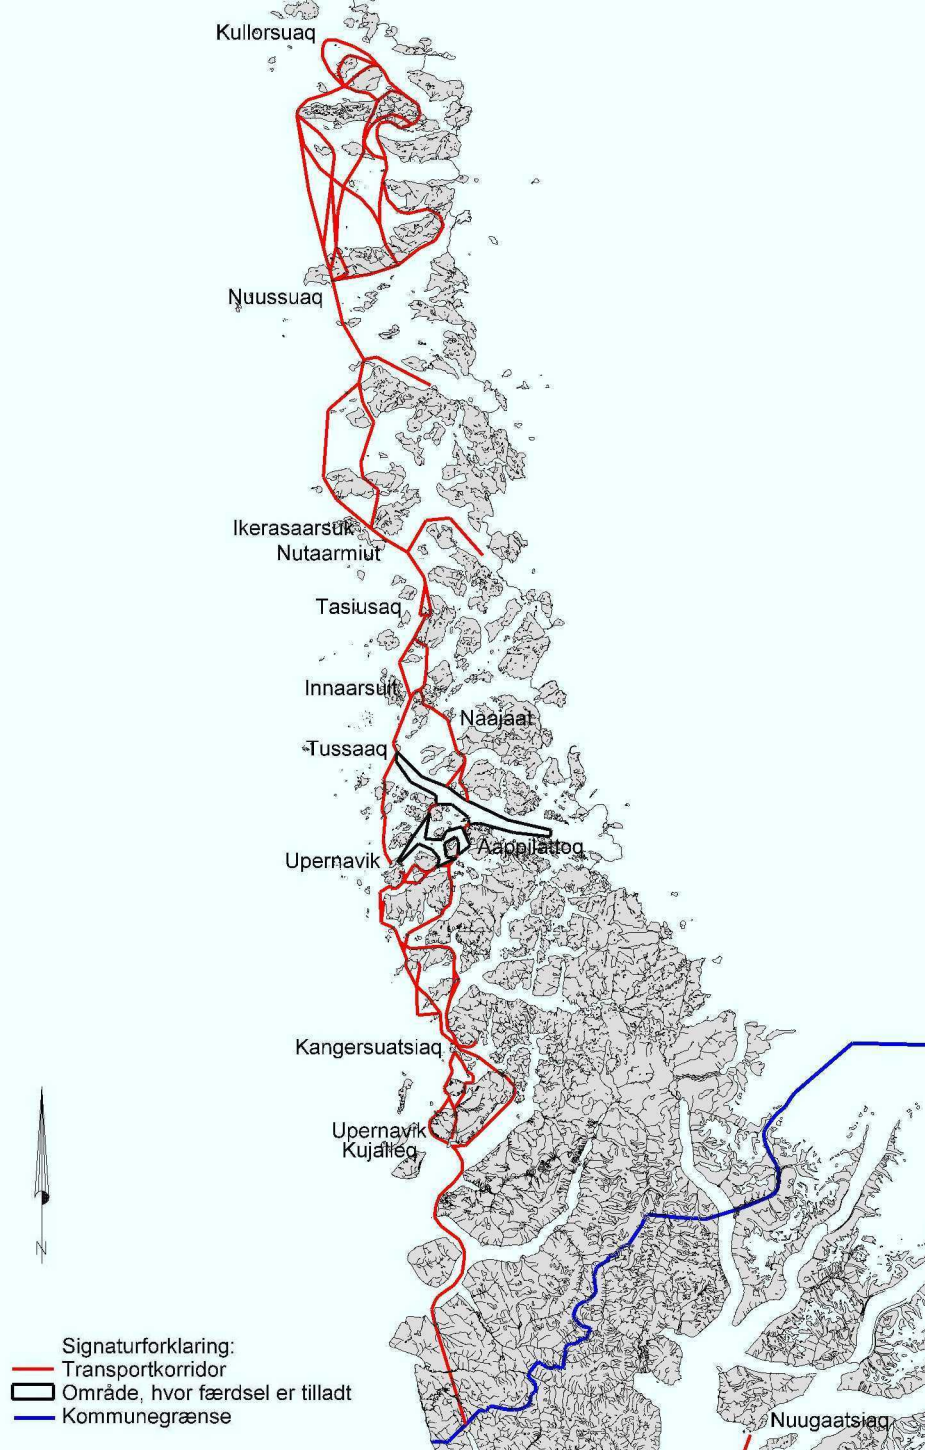 Kullorsuaq
Nuussuaq
Ikerasaarsuk
Nutaarmiut
Tasiusaq
Innaarsuit
Naajaat
Tussaaq
Aappilattoq
Upernavik
Kangersuatsiaq
Upernavik
Kujalleq
N
Signaturforklaring:
Transportkorridor
Område, hvor færdsel er tilladt
Kommunegrænse
Nuugaatsiaq